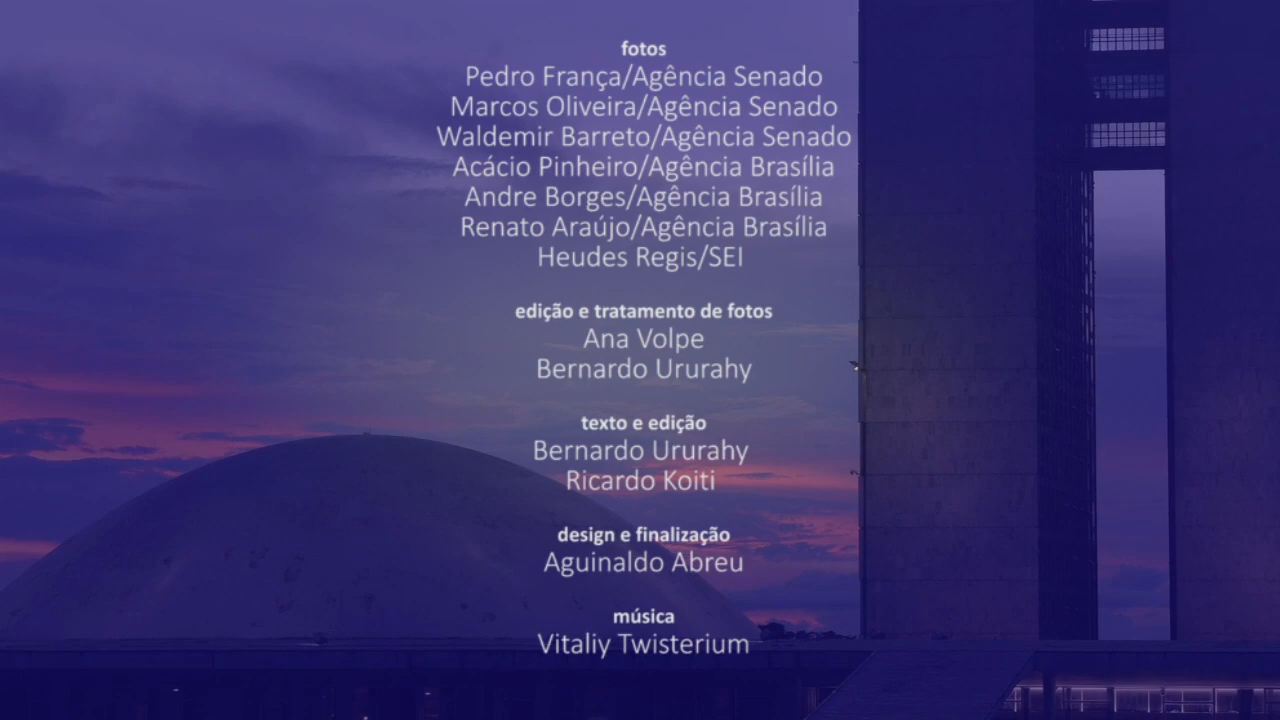 fotos
Pedro França/Agência Senado
Marcos Oliveira/Agência Senado
Waldemir Barreto/Agência Senado
Acácio Pinheiro/Agência Brasília
Andre Borges/Agência Brasília
Renato Araújo/Agência Brasília
Heudes Regis/SEI
edição e tratamento de fotos
Ana Volpe
Bernardo Ururahy
texto e edição
Bernardo Ururahy
Ricardo Koiti
design e finalização
Aguinaldo Abreu
música
Vitaliy Twisterium